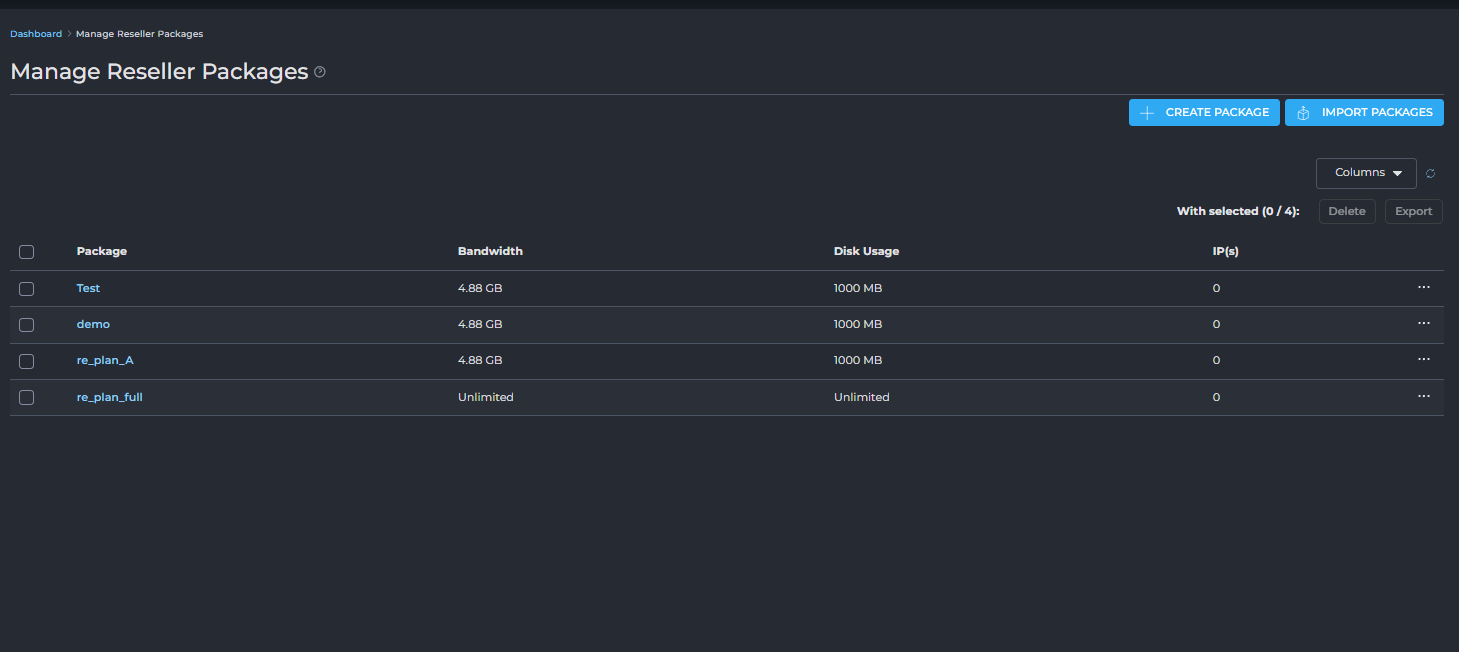 Dashboard > Manage Reseller Packages
Manage Reseller Packages ?
CREATE PACKAGE IMPORT PACKAGES
Columns
With selected (0 / 4): Delete Export
Package Bandwidth Disk Usage IP(s)
Test 4.88 GB 1000 MB 0 ...
demo 4.88 GB 1000 MB 0 ...
re_plan_A 4.88 GB 1000 MB 0 ...
re_plan_full Unlimited Unlimited 0 ...